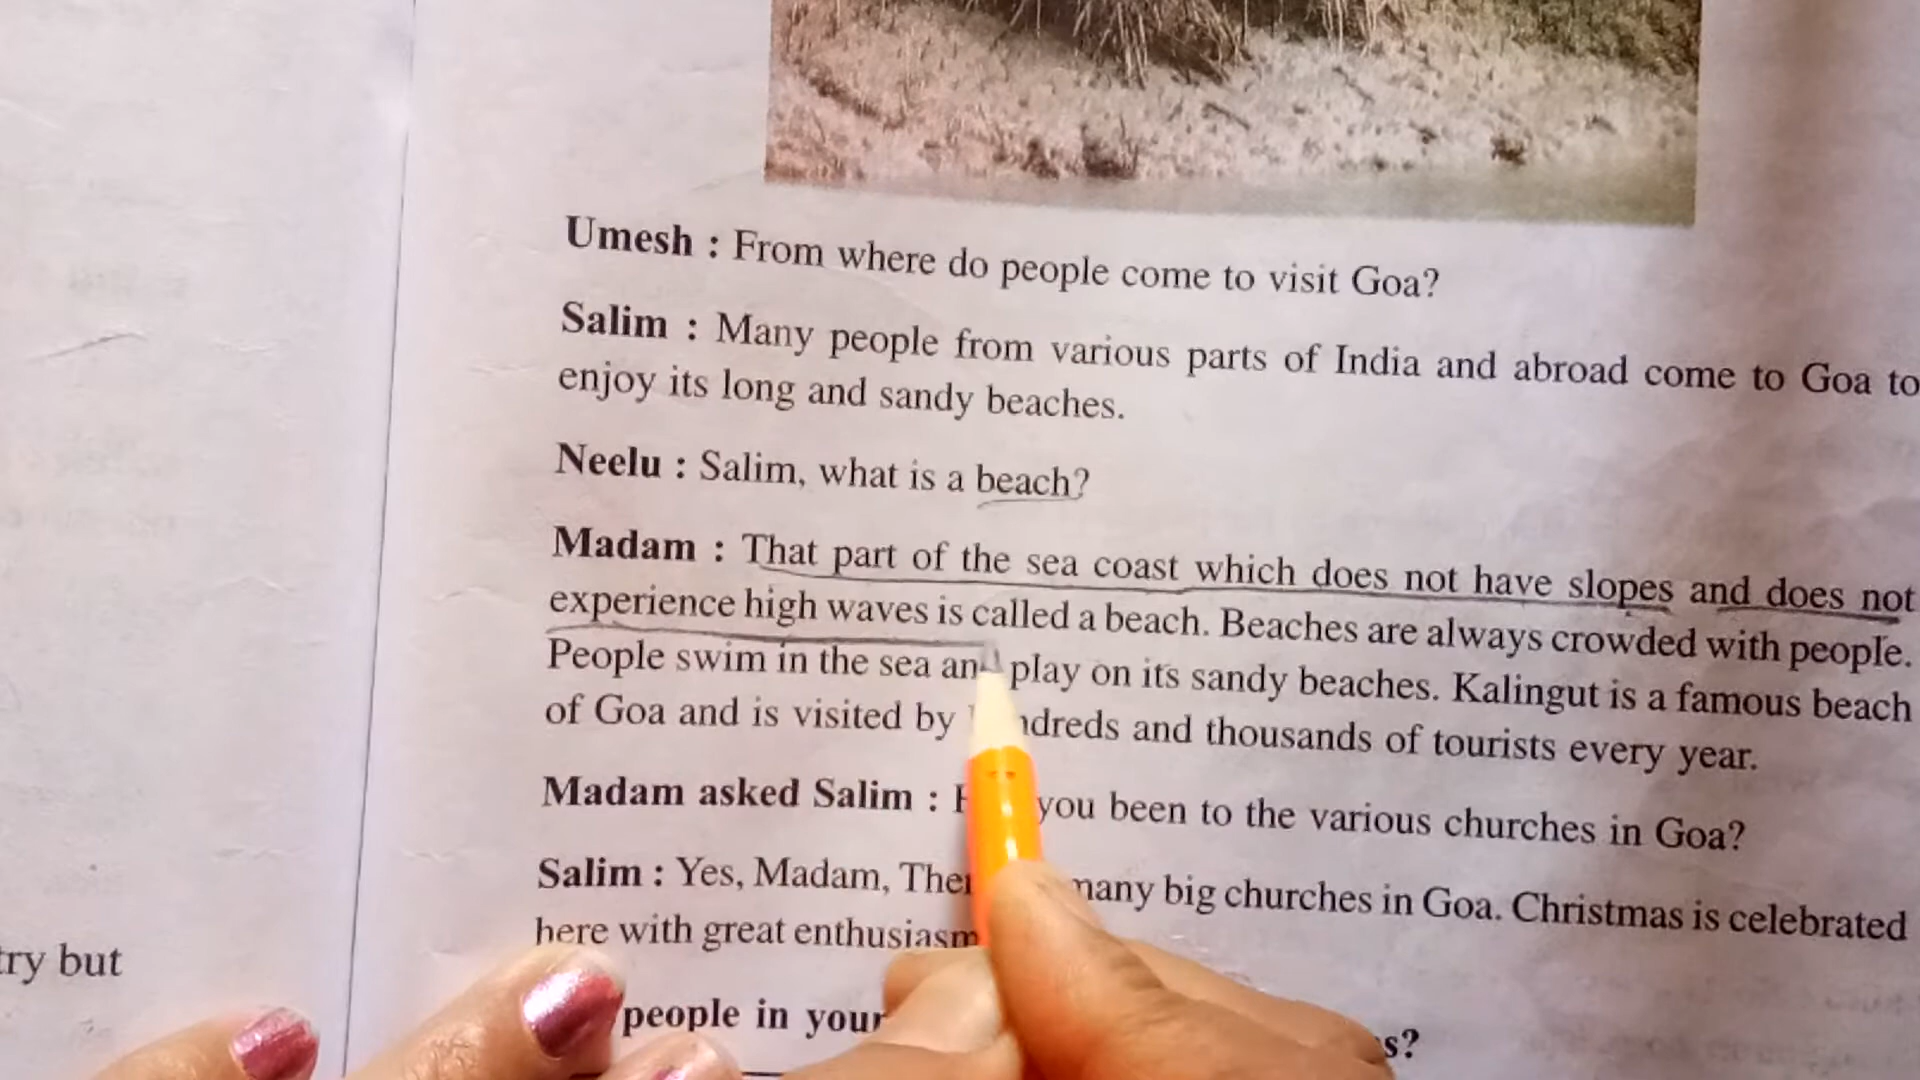 Umesh : From where do people come to visit Goa?
Salim : Many people from various parts of India and abroad come to Goa to
enjoy its long and sandy beaches.
Neelu : Salim, what is a beach?
Madam : That part of the sea coast which does not have slopes and does not
experience high waves is called a beach. Beaches are always crowded with people.
People swim in the sea and play on its sandy beaches. Kalingut is a famous beach
of Goa and is visited by hundreds and thousands of tourists every year.
Madam asked Salim : you been to the various churches in Goa?
Salim : Yes, Madam, many big churches in Goa. Christmas is celebrated
here with great enthusiasm
people in your
but